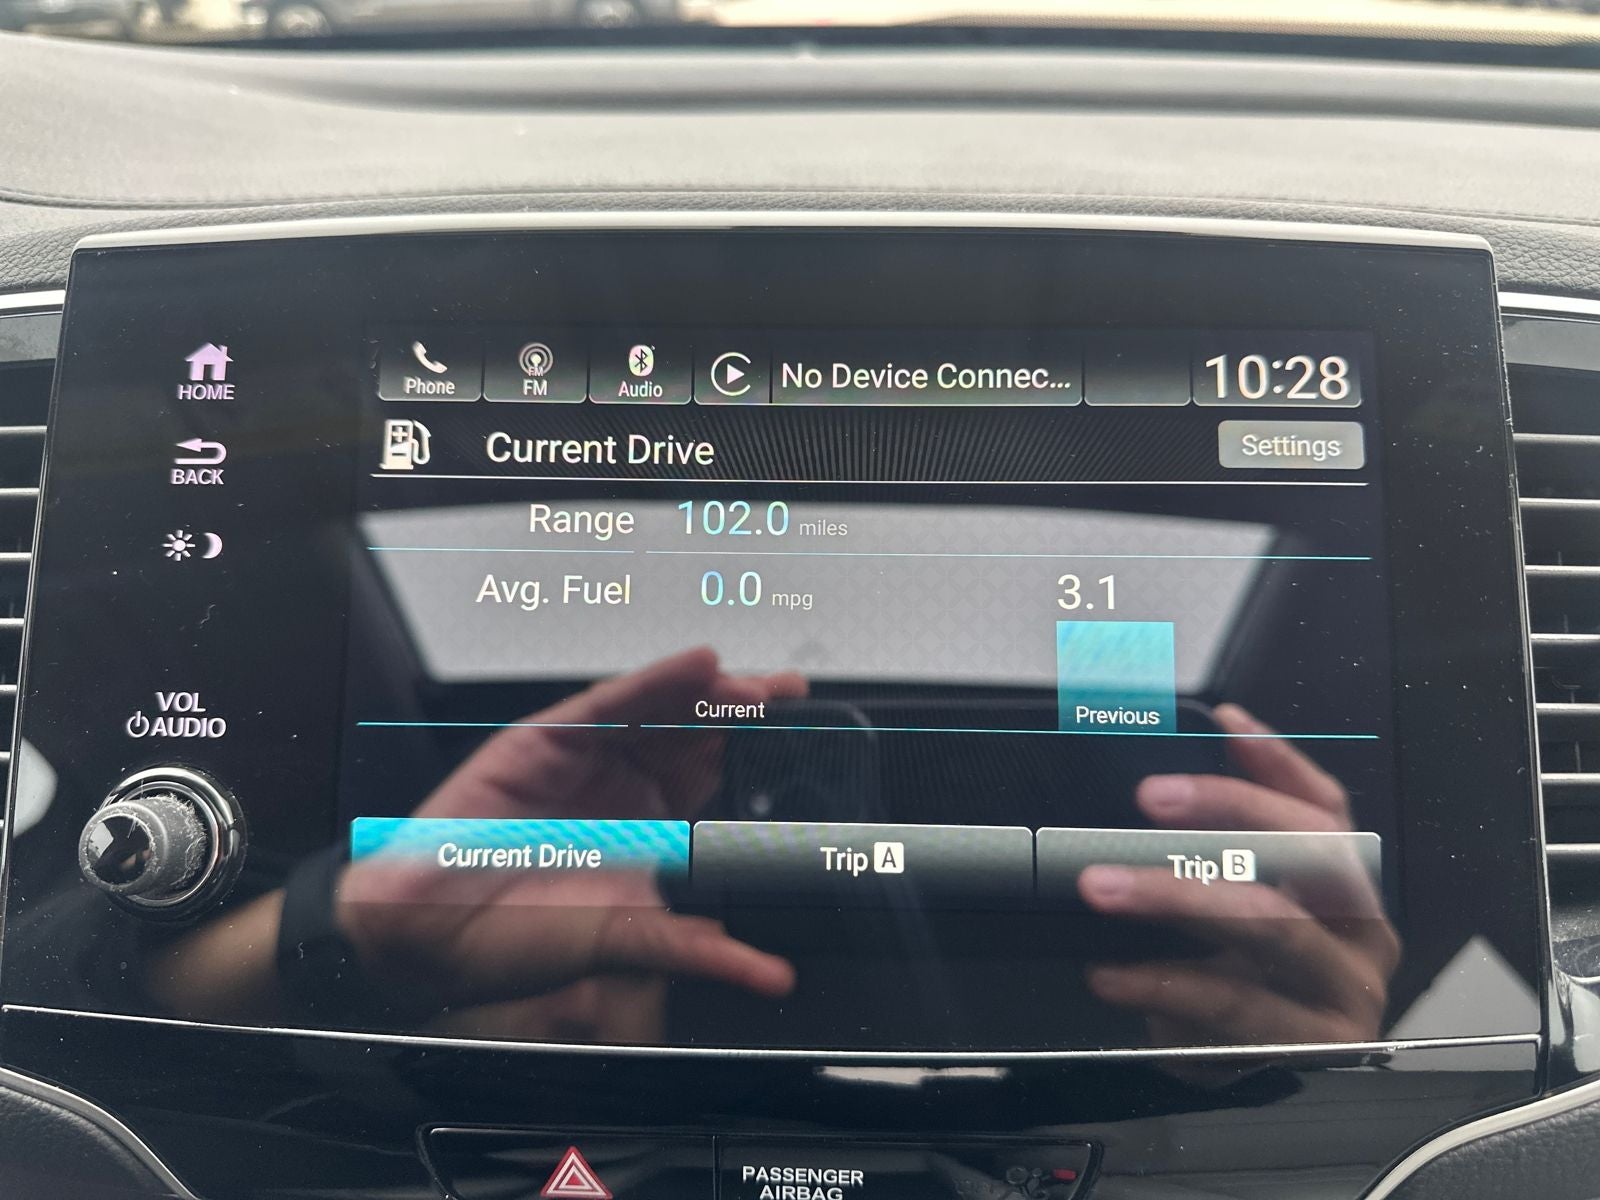 HOME
BACK
VOL
AUDIO
Phone
FM
FM
Audio
No Device Connec...
10:28
Current Drive
Settings
Range 102.0 miles
Avg. Fuel 0.0 mpg 3.1
Current Previous
Current Drive Trip A Trip B
PASSENGER
AIRBAG